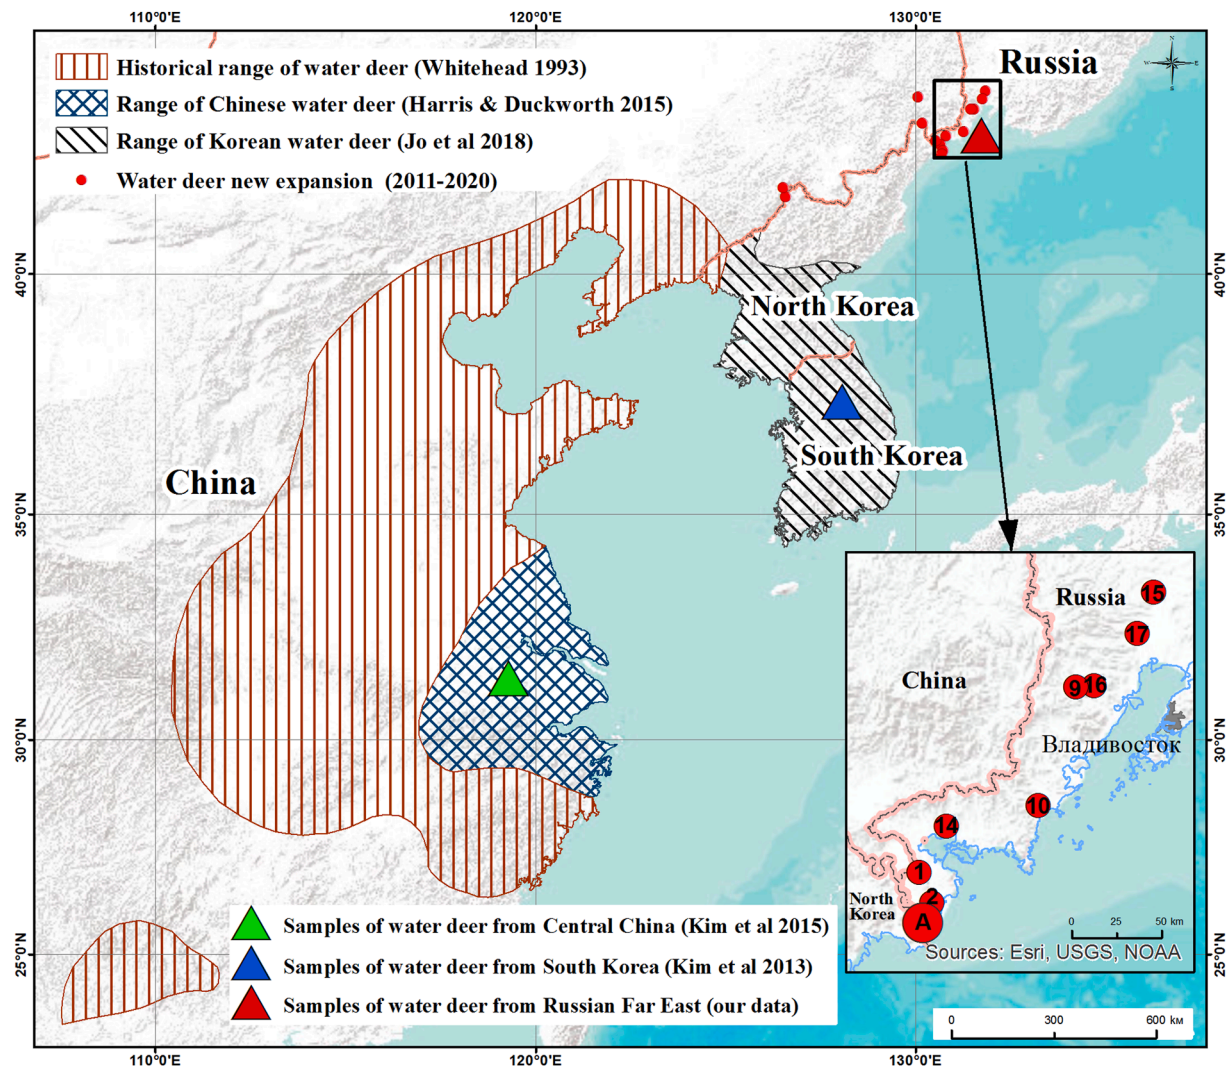 110°0'E 120°0'E 130°0'E
Historical range of water deer (Whitehead 1993)
Range of Chinese water deer (Harris & Duckworth 2015)
Range of Korean water deer (Jo et al 2018)
Water deer new expansion (2011-2020)
Russia
N
W E
S
40°0'N 40°0'N
North Korea
South Korea
China
35°0'N 35°0'N
Russia
15
17
China
9 16
Владивосток
30°0'N 30°0'N
10
14
1
2
North
Korea
A
0 25 50 km
Sources: Esri, USGS, NOAA
25°0'N 25°0'N
Samples of water deer from Central China (Kim et al 2015)
Samples of water deer from South Korea (Kim et al 2013)
Samples of water deer from Russian Far East (our data)
0 300 600 км
110°0'E 120°0'E 130°0'E